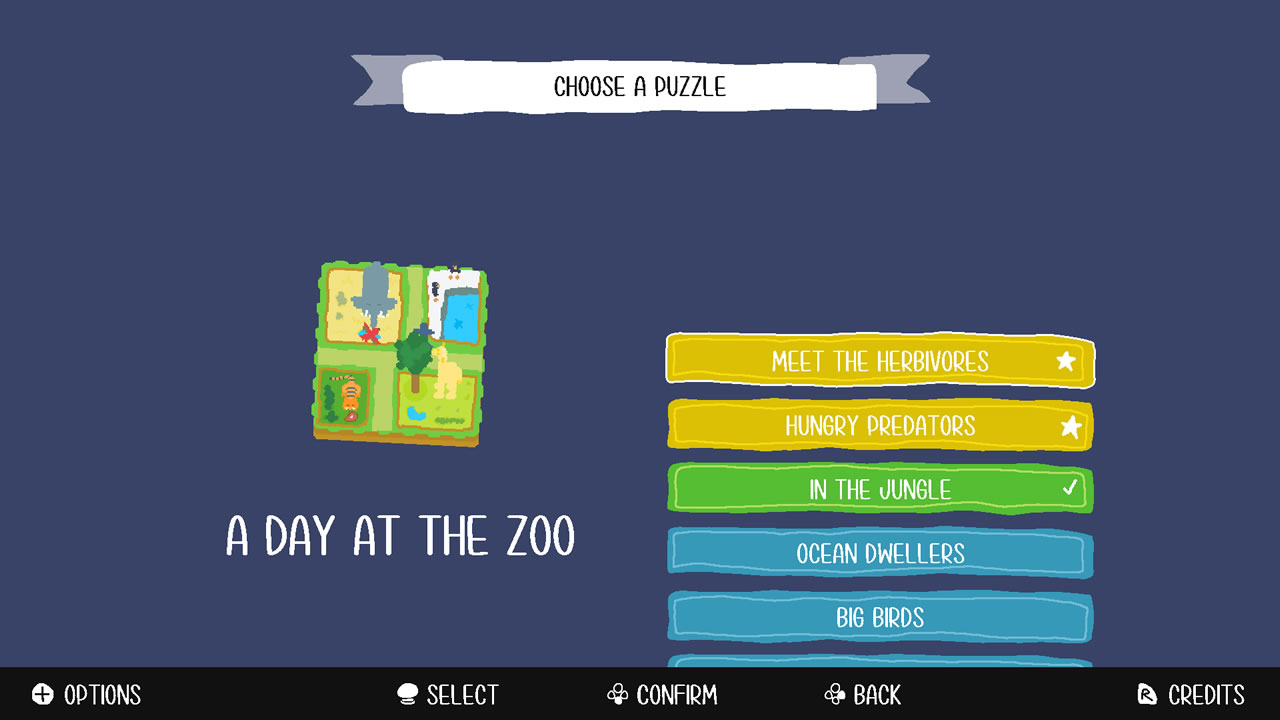 CHOOSE A PUZZLE
MEET THE HERBIVORES
HUNGRY PREDATORS
IN THE JUNGLE
OCEAN DWELLERS
BIG BIRDS
A DAY AT THE ZOO
OPTIONS
SELECT
CONFIRM
BACK
R CREDITS